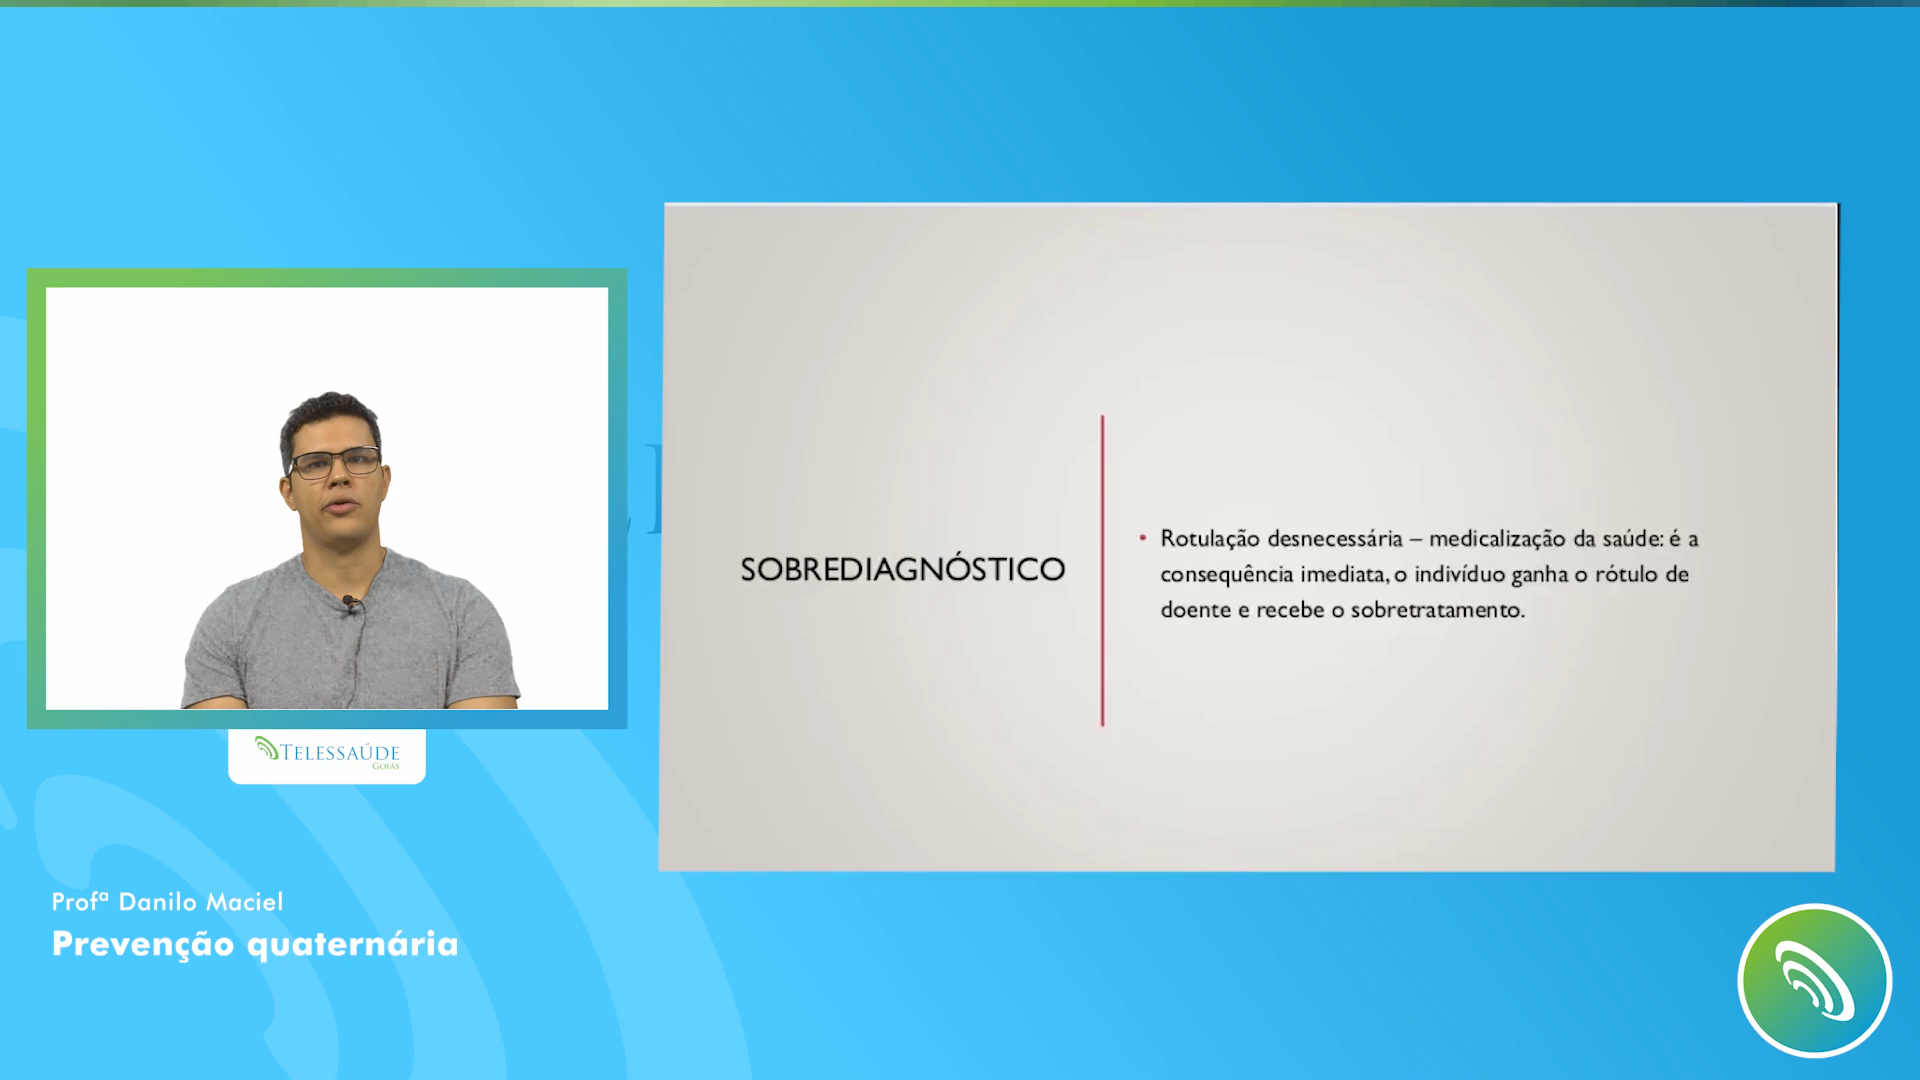 SOBREDIAGNÓSTICO
• Rotulação desnecessária – medicalização da saúde: é a
consequência imediata, o indivíduo ganha o rótulo de
doente e recebe o sobretratamento.
TELESSAÚDE
GOIÁS
Profª Danilo Maciel
Prevenção quaternária